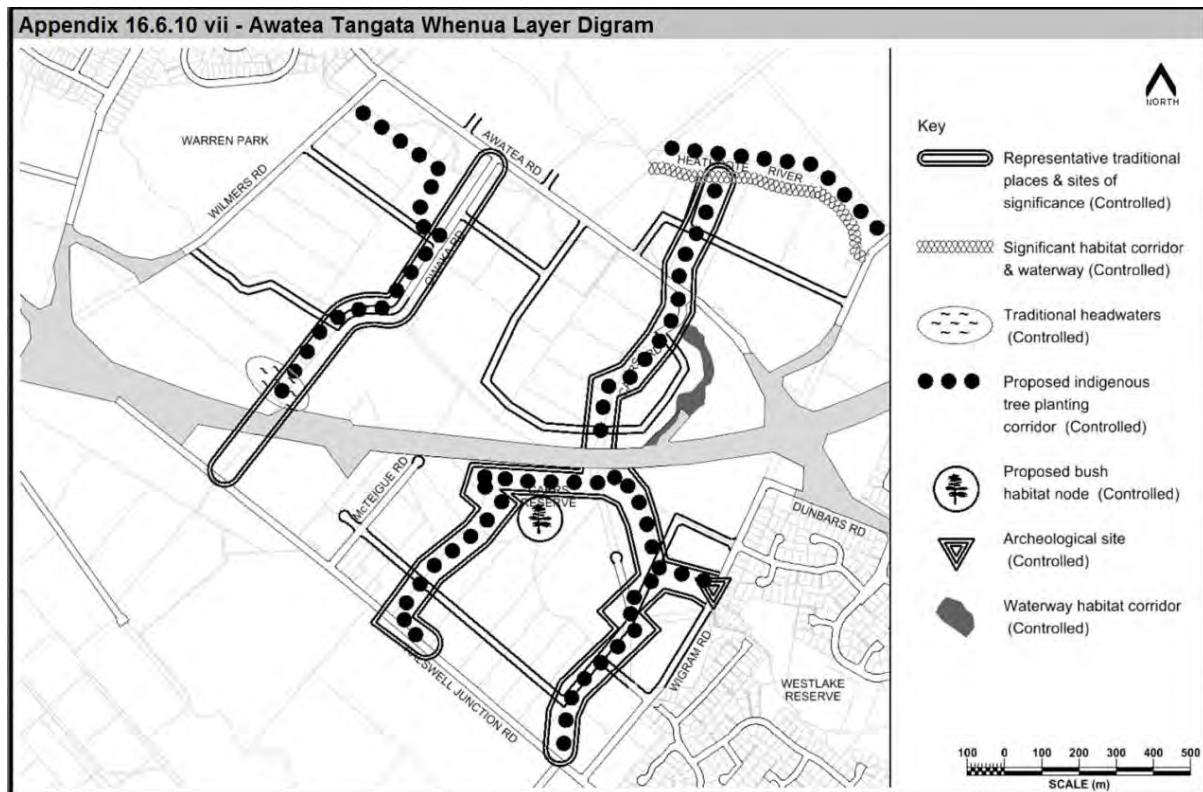 Appendix 16.6.10 vii - Awatea Tangata Whenua Layer Digram
WARREN PARK
WILMERS RD
AWATEA RD
OWAKA RD
HEATHCOTE
RIVER
McTEIGUE RD
RESERVE
DUNBARS RD
WIGRAM RD
WESTLAKE
RESERVE
JUNCTION RD
NORTH
Key
Representative traditional
places & sites of
significance (Controlled)
Significant habitat corridor
& waterway (Controlled)
Traditional headwaters
(Controlled)
Proposed indigenous
tree planting
corridor (Controlled)
Proposed bush
habitat node (Controlled)
Archeological site
(Controlled)
Waterway habitat corridor
(Controlled)
100 0 100 200 300 400 500
SCALE (m)